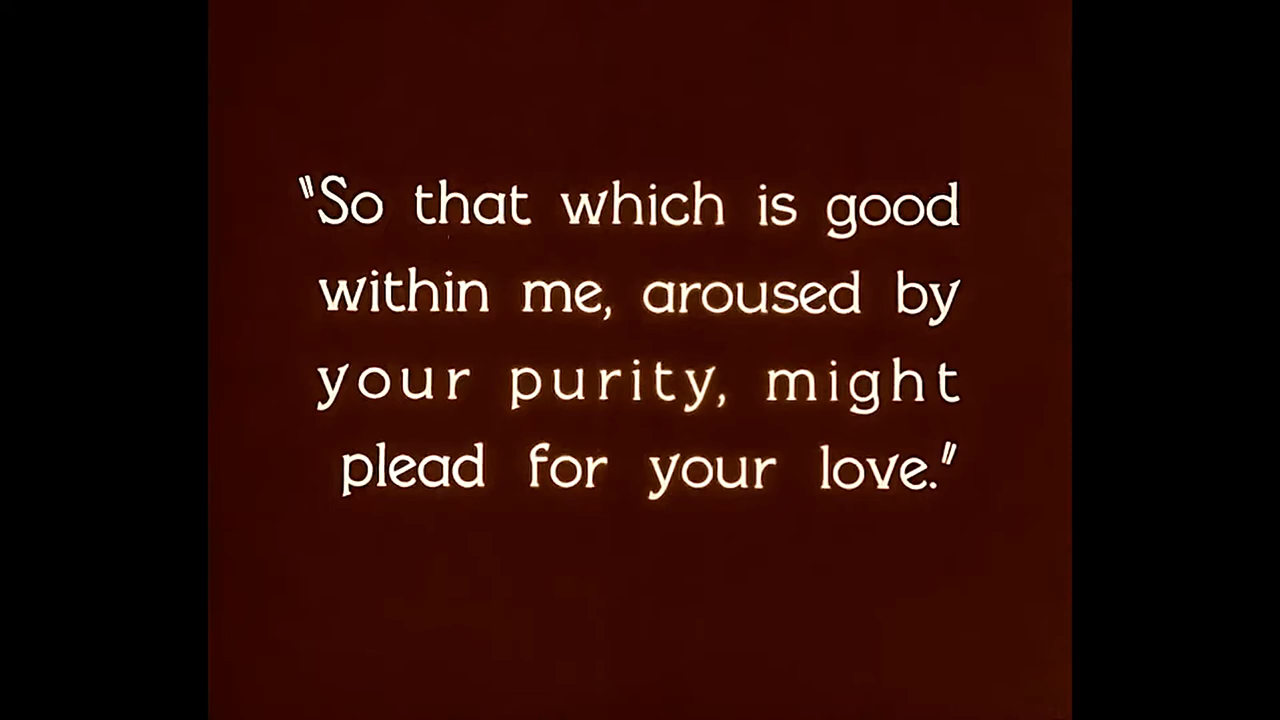 "So that which is good
within me, aroused by
your purity, might
plead for your love."